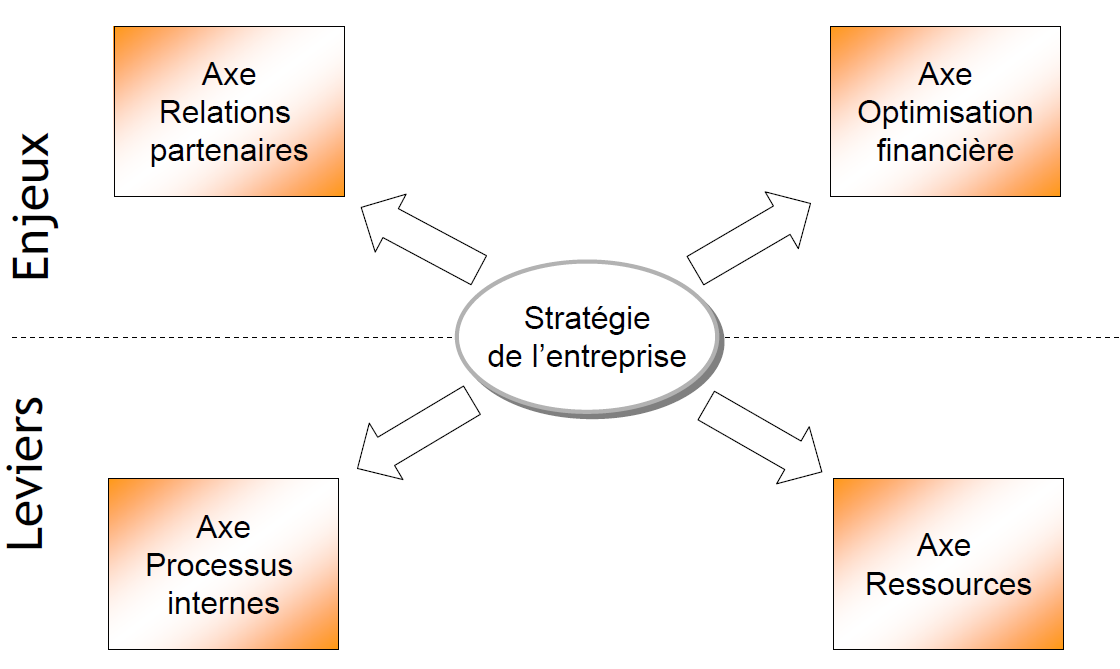 Enjeux
Axe
Relations
partenaires
Axe
Optimisation
financière
Stratégie
de l'entreprise
Leviers
Axe
Processus
internes
Axe
Ressources